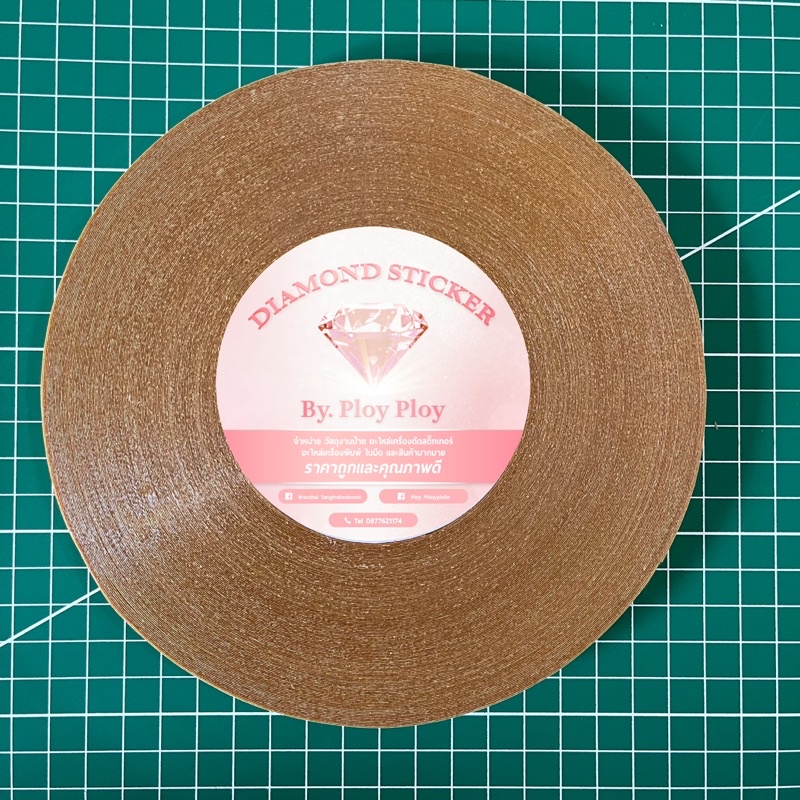 DIAMOND STICKER
By. Ploy Ploy
จำหน่าย วัสดุงานป้าย อะไหล่เครื่องตัดสติ๊กเกอร์
อะไหล่เครื่องพิมพ์ ใบมีด และสินค้ามากมาย
ราคาถูกและคุณภาพดี
Tel 0877621174